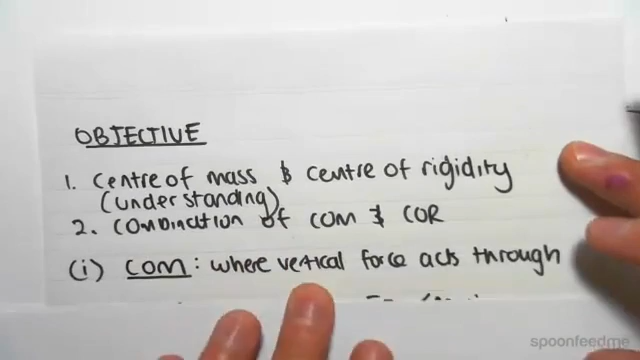 OBJECTIVE
1. Centre of mass & centre of rigidity
(understanding)
2. Combination of COM & COR
(i) COM: where vertical force acts through
spoonfeedme